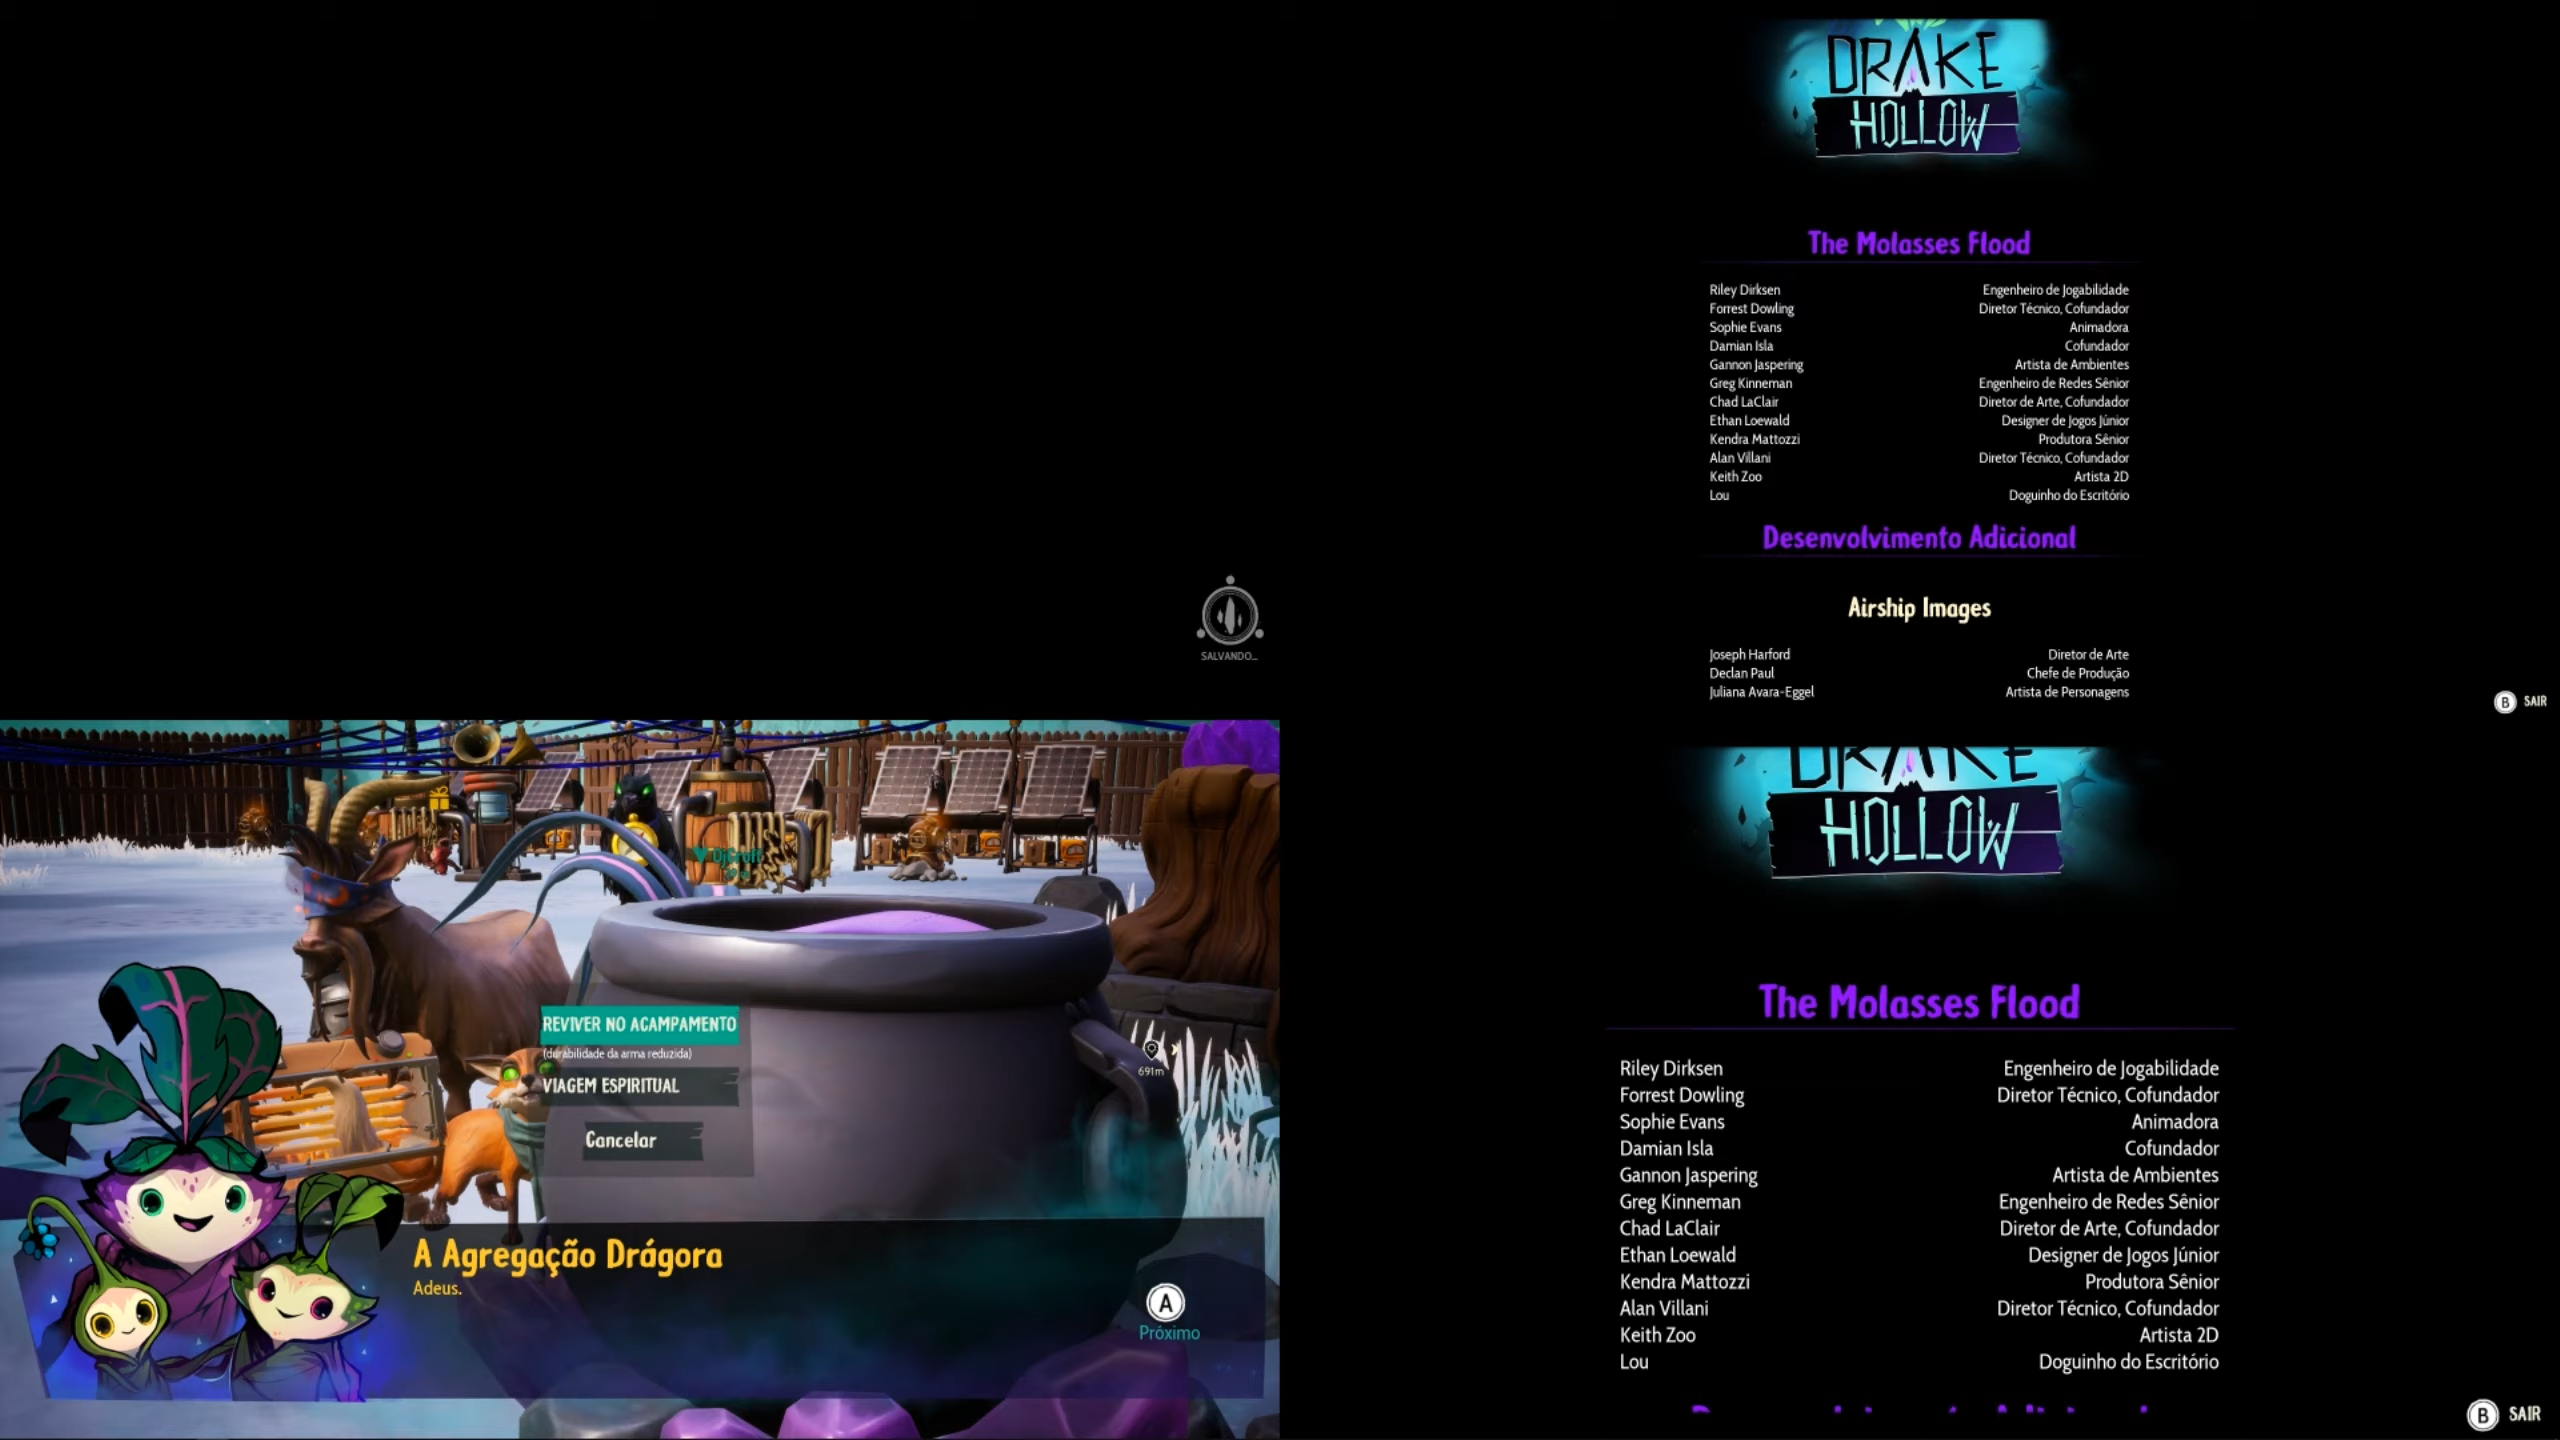 SALVANDO...
DRAKE
HOLLOW
The Molasses Flood
Riley Dirksen Engenheiro de Jogabilidade
Forrest Dowling Diretor Técnico, Cofundador
Sophie Evans Animadora
Damian Isla Cofundador
Gannon Jaspering Artista de Ambientes
Greg Kinneman Engenheiro de Redes Sênior
Chad LaClair Diretor de Arte, Cofundador
Ethan Loewald Designer de Jogos Júnior
Kendra Mattozzi Produtora Sênior
Alan Villani Diretor Técnico, Cofundador
Keith Zoo Artista 2D
Lou Doguinho do Escritório
Desenvolvimento Adicional
Airship Images
Joseph Harford Diretor de Arte
Declan Paul Chefe de Produção
Juliana Avara-Eggel Artista de Personagens
B SAIR
REVIVER NO ACAMPAMENTO
(durabilidade da arma reduzida)
VIAGEM ESPIRITUAL
Cancelar
691m
A Agregação Drágora
Adeus.
A
Próximo
DRAKE
HOLLOW
The Molasses Flood
Riley Dirksen Engenheiro de Jogabilidade
Forrest Dowling Diretor Técnico, Cofundador
Sophie Evans Animadora
Damian Isla Cofundador
Gannon Jaspering Artista de Ambientes
Greg Kinneman Engenheiro de Redes Sênior
Chad LaClair Diretor de Arte, Cofundador
Ethan Loewald Designer de Jogos Júnior
Kendra Mattozzi Produtora Sênior
Alan Villani Diretor Técnico, Cofundador
Keith Zoo Artista 2D
Lou Doguinho do Escritório
B SAIR